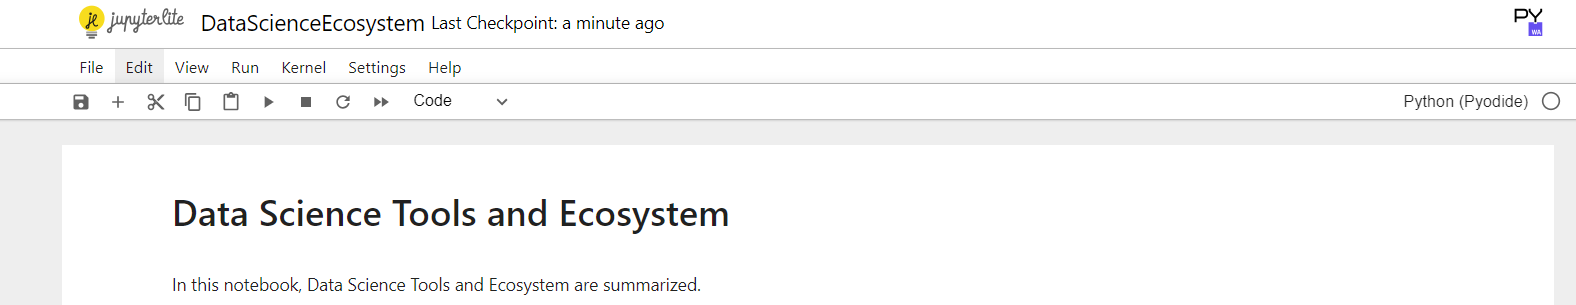 jupyterlite DataScienceEcosystem Last Checkpoint: a minute ago PY WA
File Edit View Run Kernel Settings Help
Code Python (Pyodide)
Data Science Tools and Ecosystem
In this notebook, Data Science Tools and Ecosystem are summarized.